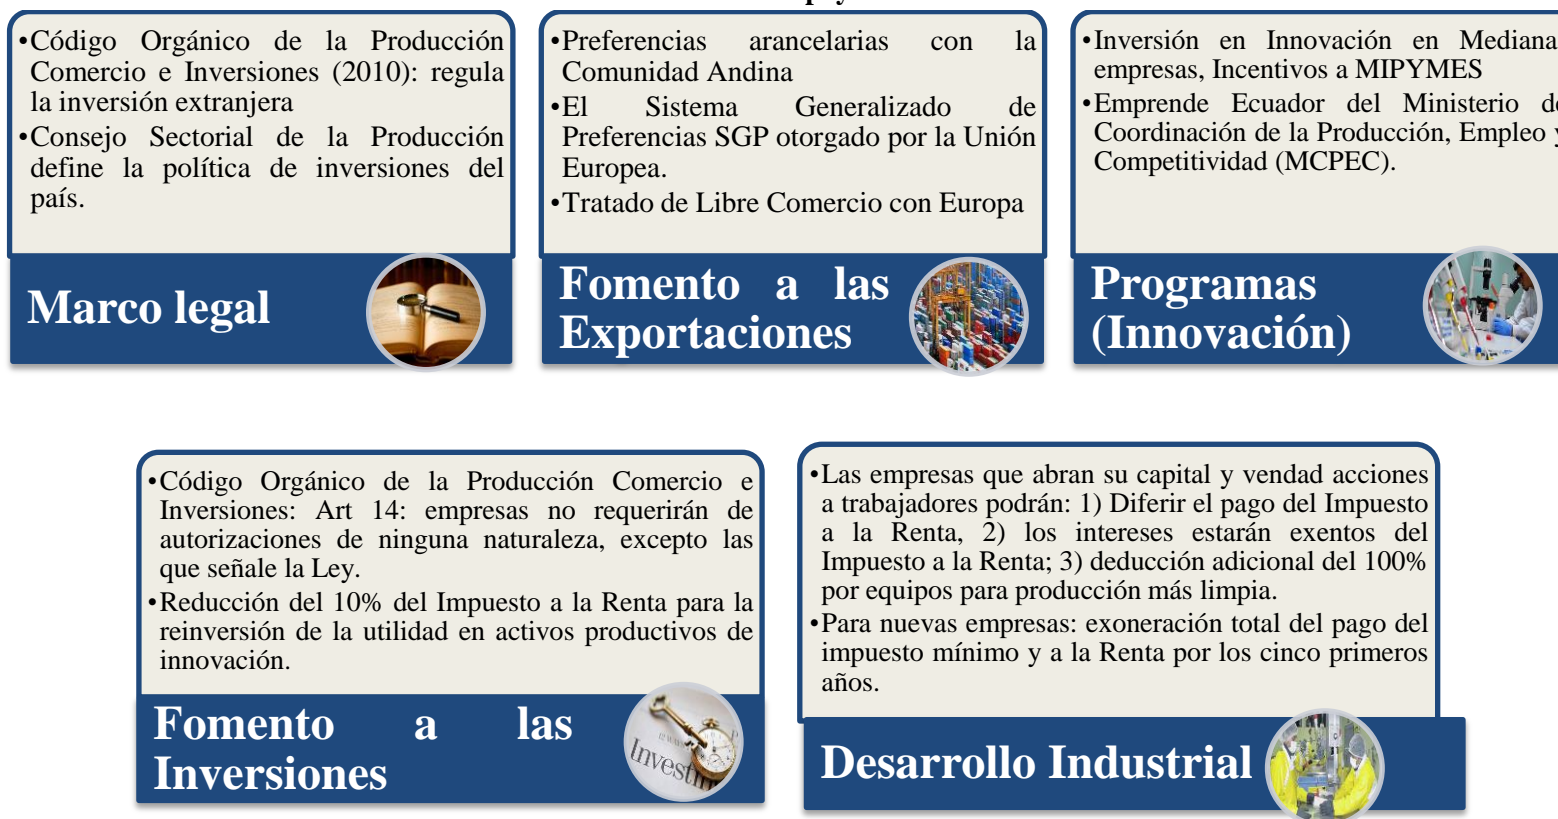 •Código Orgánico de la Producción
Comercio e Inversiones (2010): regula
la inversión extranjera
•Consejo Sectorial de la Producción
define la política de inversiones del
país.
Marco legal
•Preferencias arancelarias con la
Comunidad Andina
•El Sistema Generalizado de
Preferencias SGP otorgado por la Unión
Europea.
•Tratado de Libre Comercio con Europa
Fomento a las
Exportaciones
•Inversión en Innovación en Mediana
empresas, Incentivos a MIPYMES
•Emprende Ecuador del Ministerio de
Coordinación de la Producción, Empleo y
Competitividad (MCPEC).
Programas
(Innovación)
•Código Orgánico de la Producción Comercio e
Inversiones: Art 14: empresas no requerirán de
autorizaciones de ninguna naturaleza, excepto las
que señale la Ley.
•Reducción del 10% del Impuesto a la Renta para la
reinversión de la utilidad en activos productivos de
innovación.
Fomento a las
Inversiones
•Las empresas que abran su capital y vendad acciones
a trabajadores podrán: 1) Diferir el pago del Impuesto
a la Renta, 2) los intereses estarán exentos del
Impuesto a la Renta; 3) deducción adicional del 100%
por equipos para producción más limpia.
•Para nuevas empresas: exoneración total del pago del
impuesto mínimo y a la Renta por los cinco primeros
años.
Desarrollo Industrial